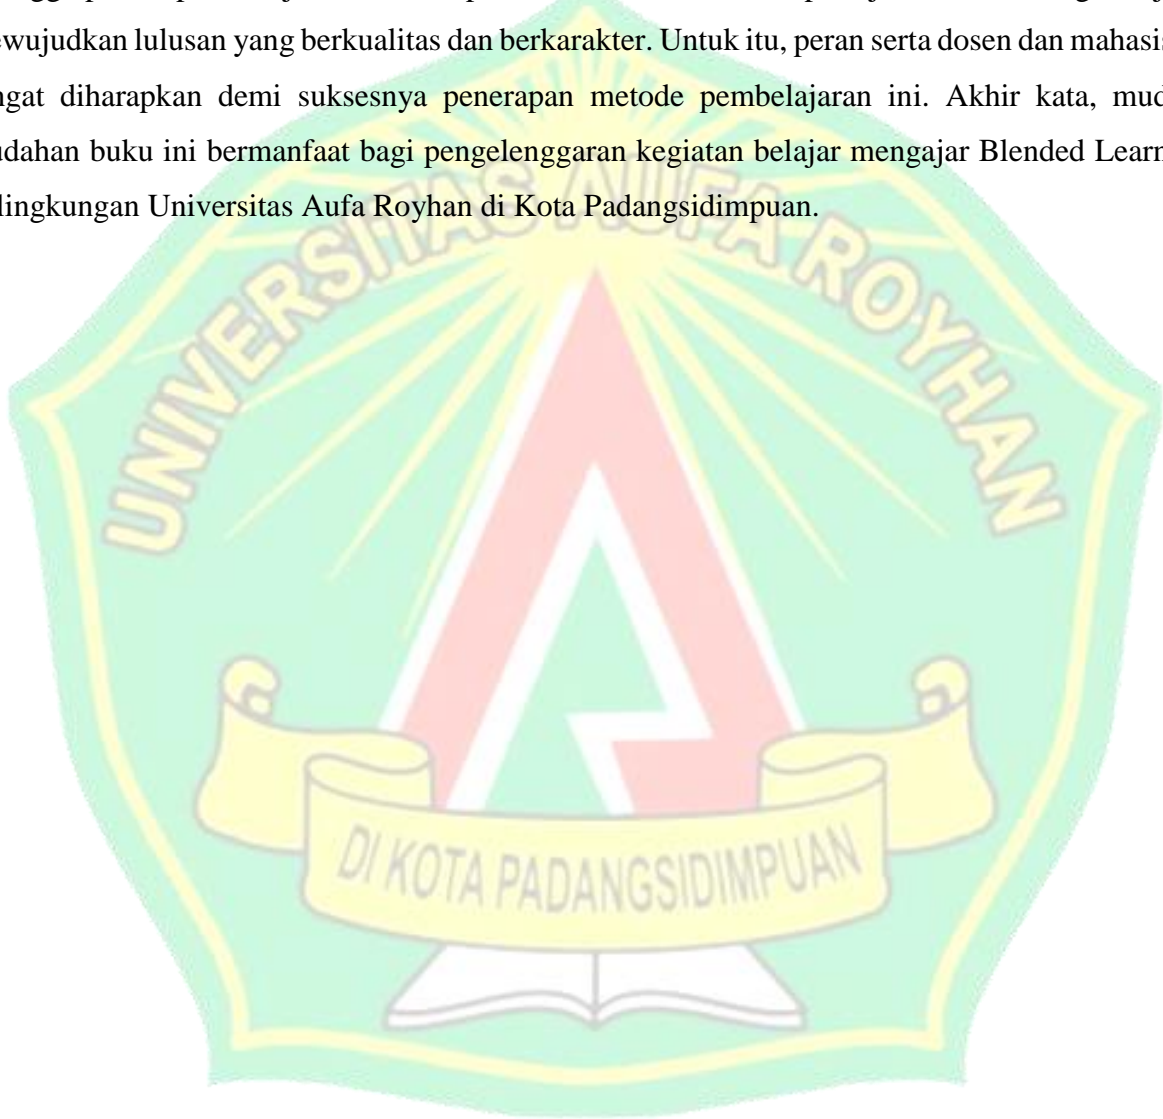 ewujudkan lulusan yang berkualitas dan berkarakter. Untuk itu, peran serta dosen dan mahasis
ngat diharapkan demi suksesnya penerapan metode pembelajaran ini. Akhir kata, mud
udahan buku ini bermanfaat bagi pengelenggaran kegiatan belajar mengajar Blended Learn
lingkungan Universitas Aufa Royhan di Kota Padangsidimpuan.
UNIVERSITAS AUFA ROYHAN
DI KOTA PADANGSIDIMPUAN